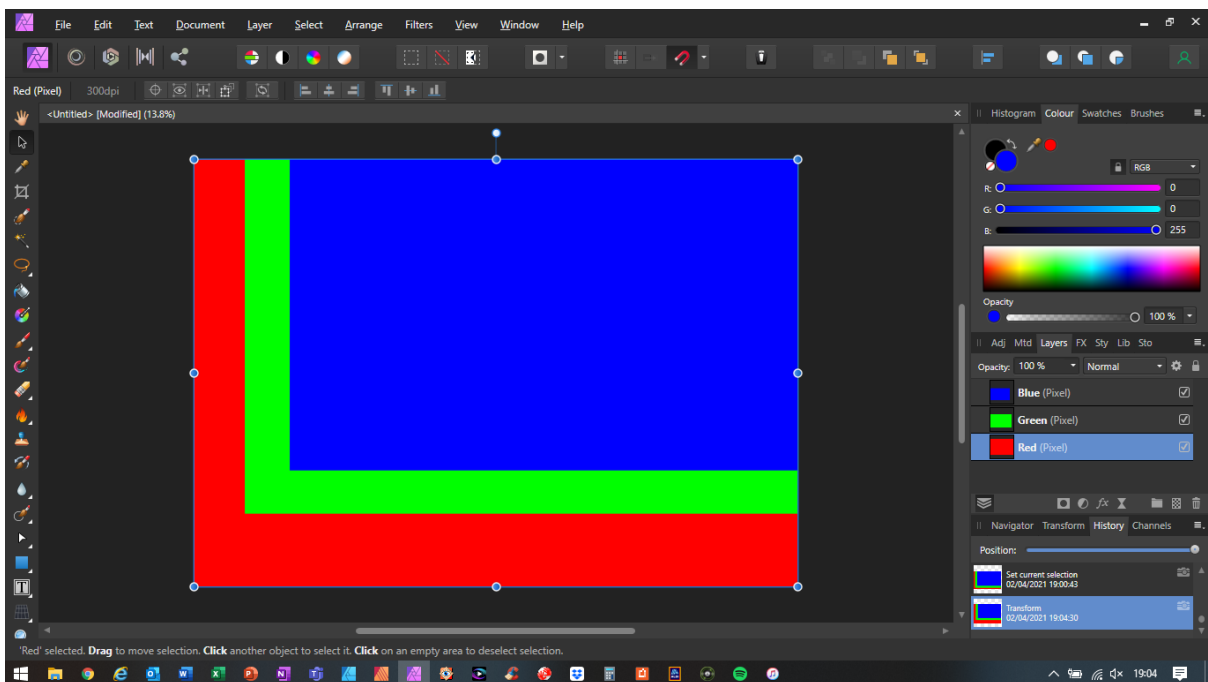 File Edit Text Document Layer Select Arrange Filters View Window Help
Red (Pixel) 300dpi
<Untitled> [Modified] (13.8%)
Histogram Colour Swatches Brushes
RGB
R: 0
G: 0
B: 255
Opacity
100 %
Adj Mtd Layers FX Sty Lib Sto
Opacity: 100 % Normal
Blue (Pixel)
Green (Pixel)
Red (Pixel)
fx
Navigator Transform History Channels
Position:
Set current selection
02/04/2021 19:00:43
Transform
02/04/2021 19:04:30
'Red' selected. Drag to move selection. Click another object to select it. Click on an empty area to deselect selection.
19:04